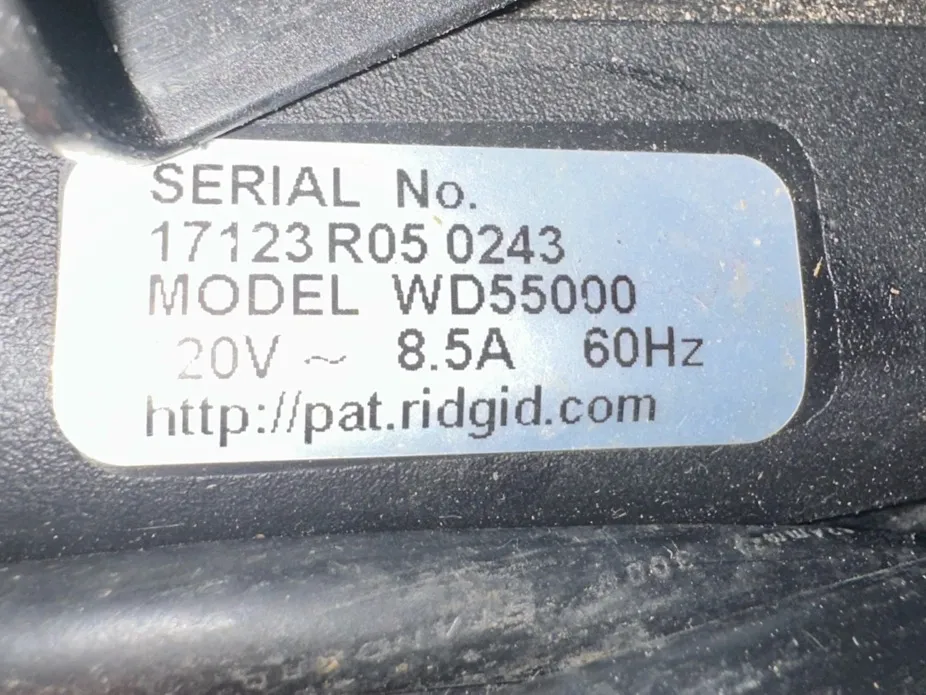 SERIAL No.
17123 R05 0243
MODEL WD55000
20V ~ 8.5A 60Hz
http://pat.ridgid.com